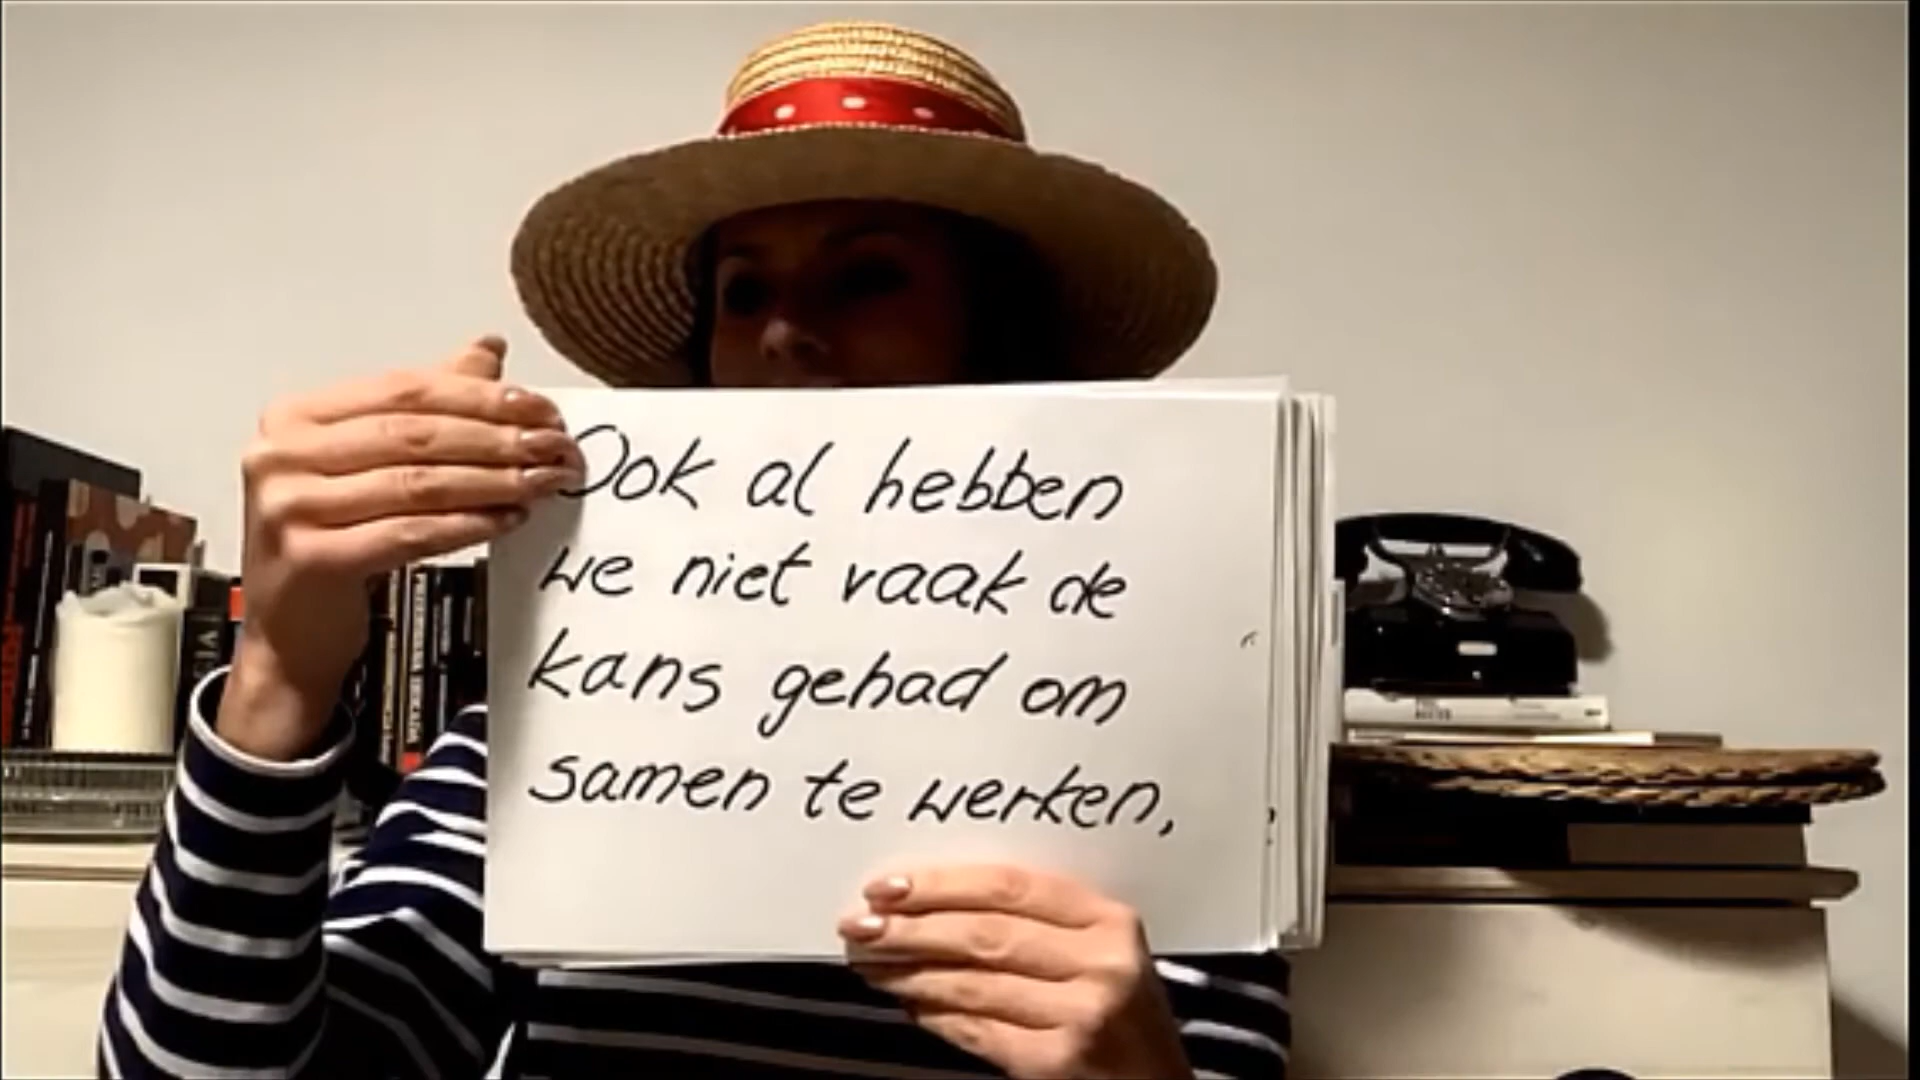 Ook al hebben
we niet vaak de
kans gehad om
samen te werken,